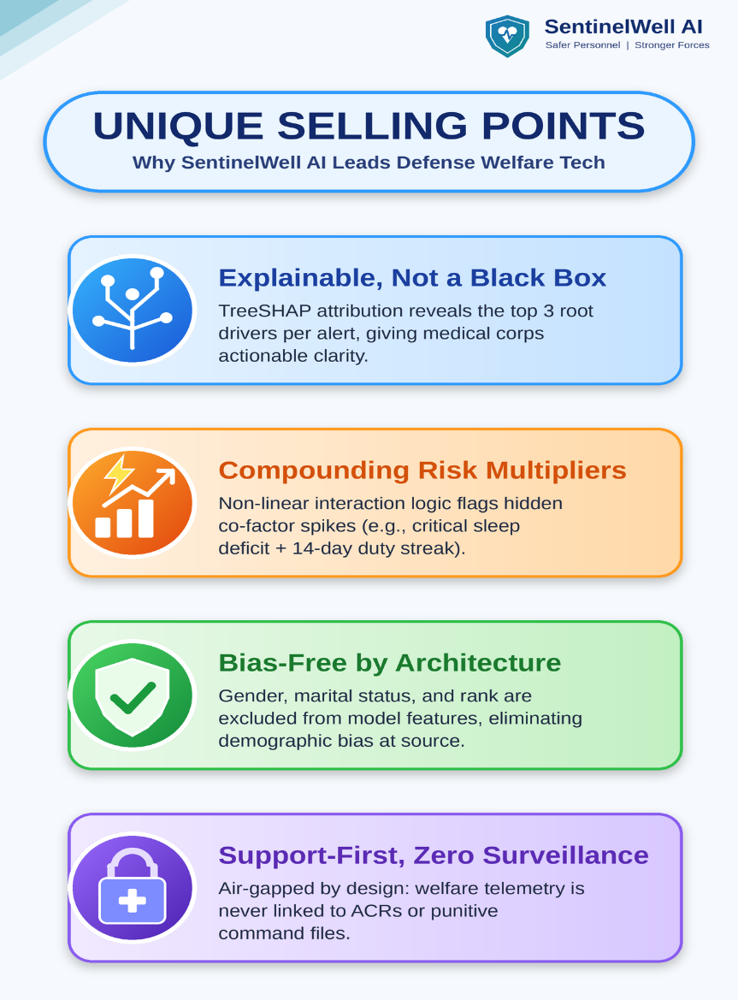 SentinelWell AI
Safer Personnel | Stronger Forces
UNIQUE SELLING POINTS
Why SentinelWell AI Leads Defense Welfare Tech
Explainable, Not a Black Box
TreeSHAP attribution reveals the top 3 root
drivers per alert, giving medical corps
actionable clarity.
Compounding Risk Multipliers
Non-linear interaction logic flags hidden
co-factor spikes (e.g., critical sleep
deficit + 14-day duty streak).
Bias-Free by Architecture
Gender, marital status, and rank are
excluded from model features, eliminating
demographic bias at source.
Support-First, Zero Surveillance
Air-gapped by design: welfare telemetry is
never linked to ACRs or punitive
command files.